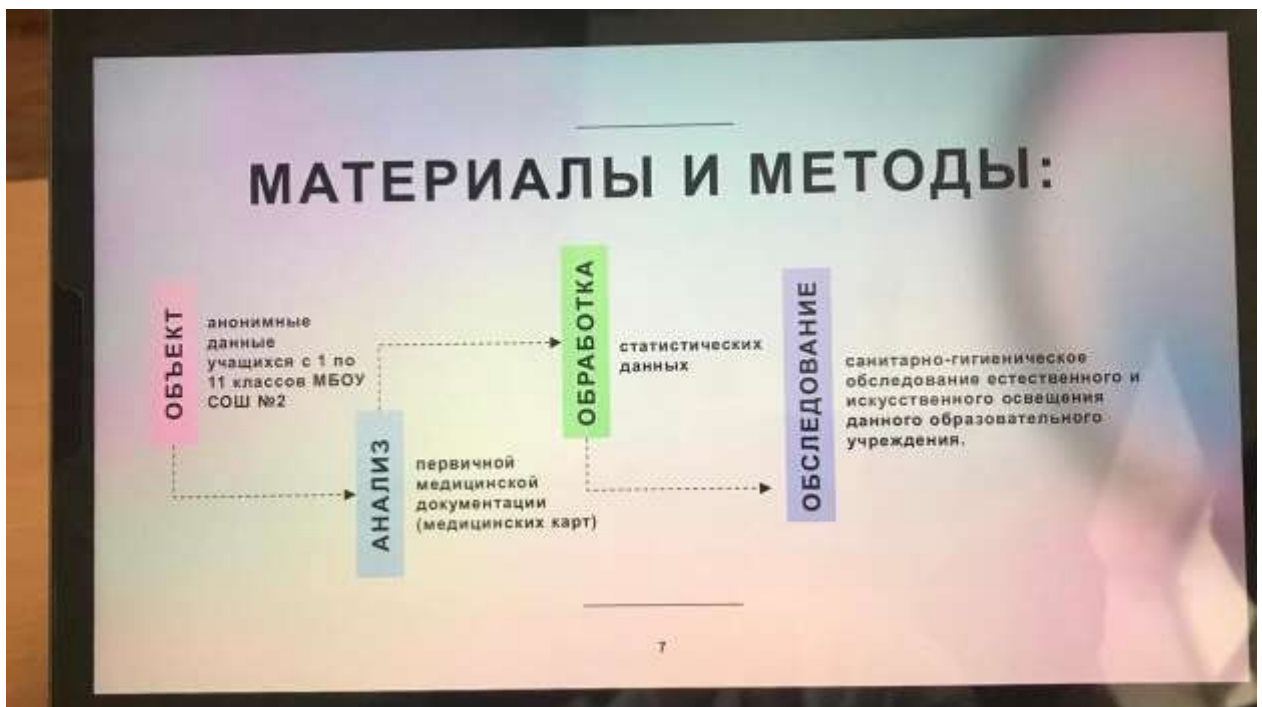 МАТЕРИАЛЫ И МЕТОДЫ:
ОБЪЕКТ
анонимные
данные
учащихся с 1 по
11 классов МБОУ
СОШ №2
АНАЛИЗ
первичной
медицинской
документации
(медицинских карт)
ОБРАБОТКА
статистических
данных
ОБСЛЕДОВАНИЕ
санитарно-гигиеническое
обследование естественного и
искусственного освещения
данного образовательного
учреждения.
7